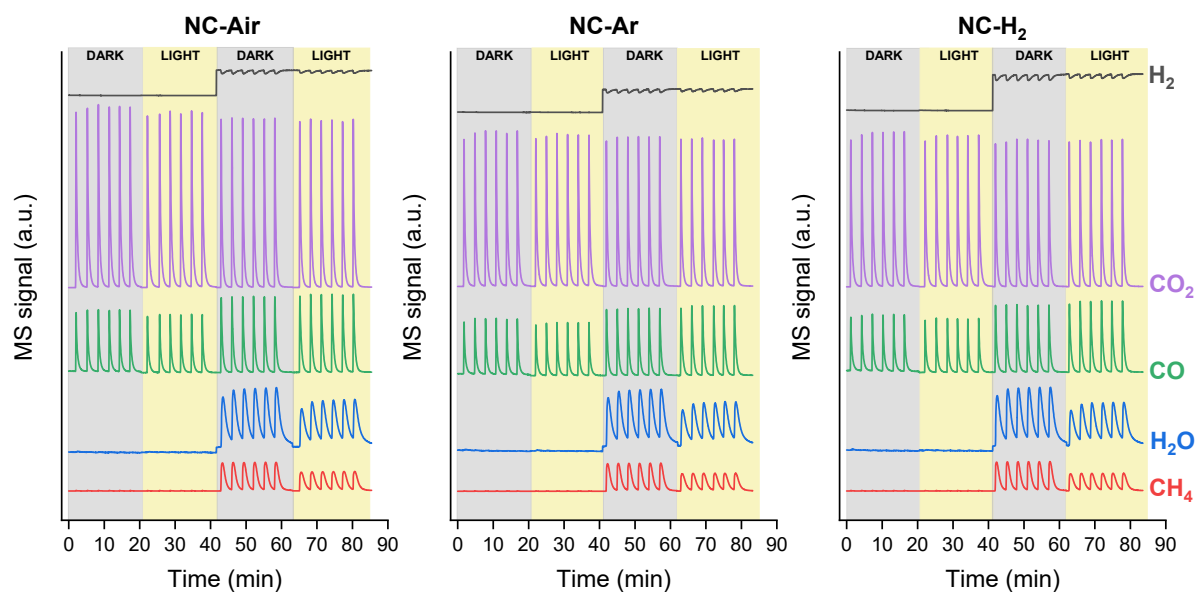 NC-Air
NC-Ar
NC-H₂
DARK LIGHT DARK LIGHT
DARK LIGHT DARK LIGHT
DARK LIGHT DARK LIGHT
H₂
CO₂
CO
H₂O
CH₄
MS signal (a.u.)
MS signal (a.u.)
MS signal (a.u.)
0 10 20 30 40 50 60 70 80 90
0 10 20 30 40 50 60 70 80 90
0 10 20 30 40 50 60 70 80 90
Time (min)
Time (min)
Time (min)